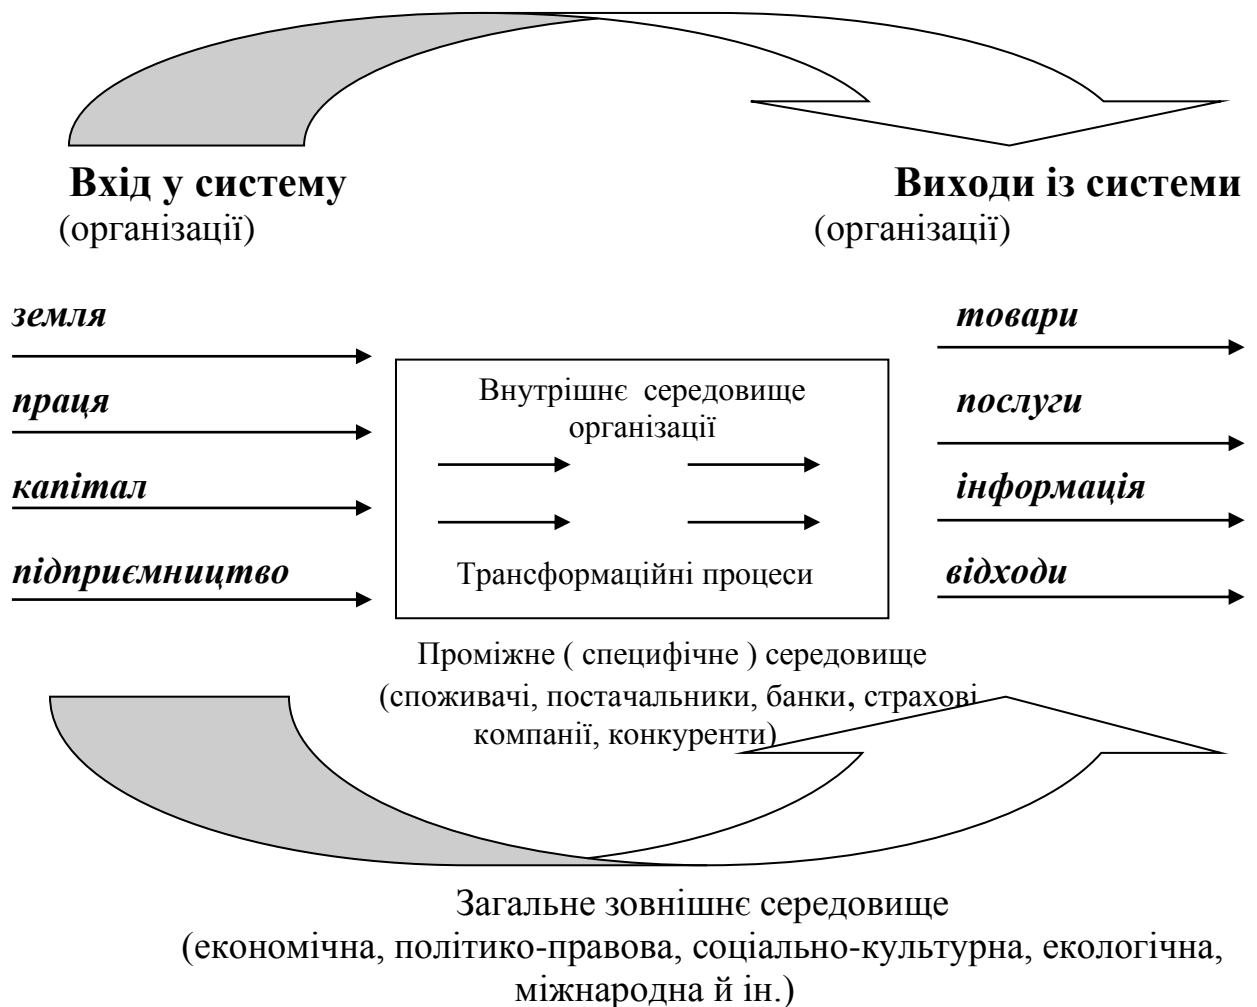 Вхід у систему
(організації)
Виходи із системи
(організації)
земля
праця
капітал
підприємництво
Внутрішнє середовище
організації
Трансформаційні процеси
товари
послуги
інформація
відходи
Проміжне ( специфічне ) середовище
(споживачі, постачальники, банки, страхові
компанії, конкуренти)
Загальне зовнішнє середовище
(економічна, політико-правова, соціально-культурна, екологічна,
міжнародна й ін.)